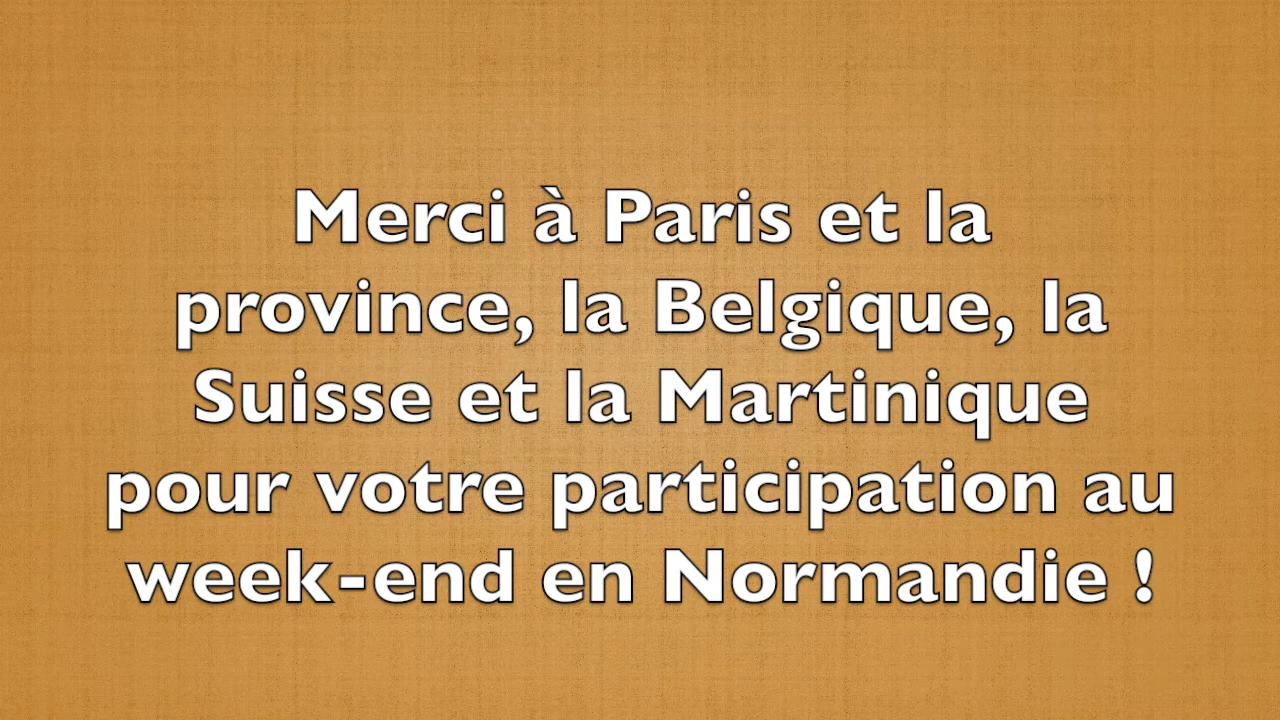 Merci à Paris et la
province, la Belgique, la
Suisse et la Martinique
pour votre participation au
week-end en Normandie !